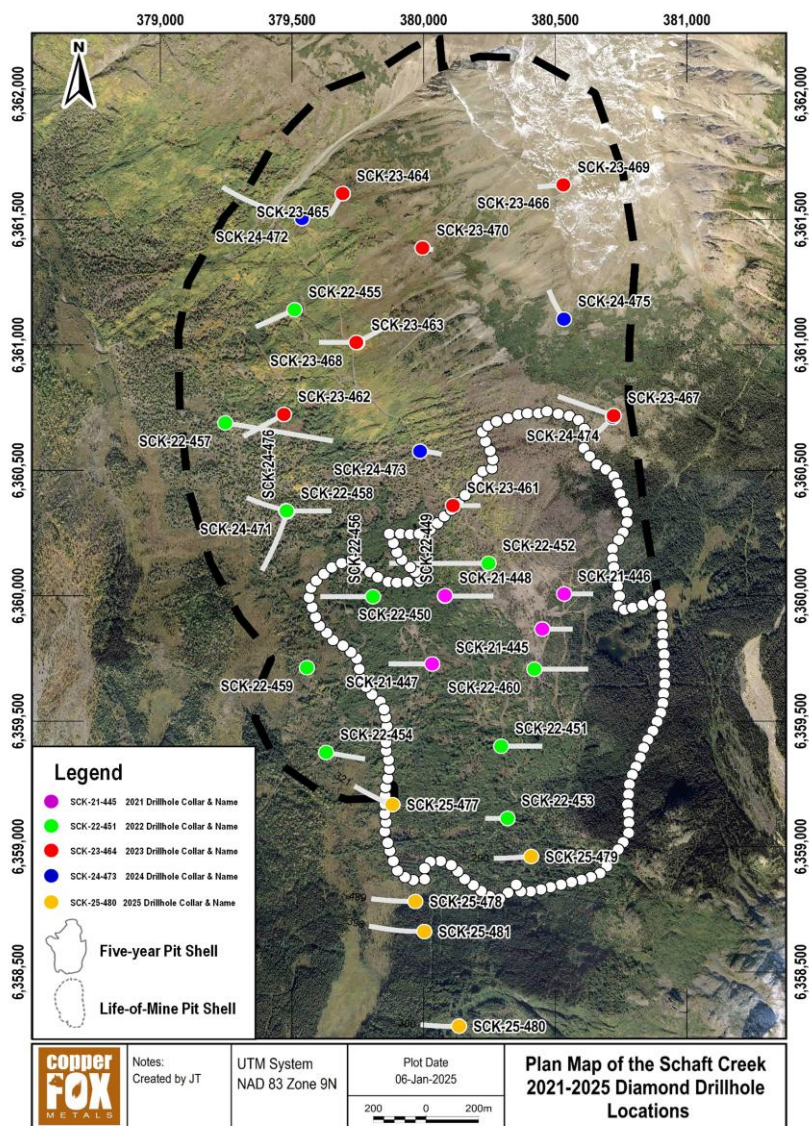 379,000
379,500
380,000
380,500
381,000
N
6,362,000
6,362,000
SCK-23-464
SCK-23-469
SCK-23-465
SCK-23-466
6,361,500
6,361,500
SCK-24-472
SCK-23-470
SCK-22-455
SCK-24-475
SCK-23-463
6,361,000
6,361,000
SCK-23-468
SCK-23-462
SCK-23-467
SCK-22-457
SCK-24-476
SCK-24-474
SCK-24-473
6,360,500
6,360,500
SCK-22-458
SCK-23-461
SCK-24-471
SCK-22-456
SCK-22-449
SCK-22-452
SCK-21-448
SCK-21-446
6,360,000
6,360,000
SCK-22-450
SCK-21-445
SCK-22-459
SCK-21-447
SCK-22-460
6,359,500
6,359,500
SCK-22-454
SCK-22-451
321
SCK-25-477
SCK-22-453
6,359,000
6,359,000
SCK-25-479
SCK-25-478
SCK-25-481
6,358,500
6,358,500
SCK-25-480
Legend
SCK-21-445 2021 Drillhole Collar & Name
SCK-22-451 2022 Drillhole Collar & Name
SCK-23-464 2023 Drillhole Collar & Name
SCK-24-473 2024 Drillhole Collar & Name
SCK-25-480 2025 Drillhole Collar & Name
Five-year Pit Shell
Life-of-Mine Pit Shell
copper
FOX
METALS
Notes:
Created by JT
UTM System
NAD 83 Zone 9N
Plot Date
06-Jan-2025
200 0 200m
Plan Map of the Schaft Creek
2021-2025 Diamond Drillhole
Locations